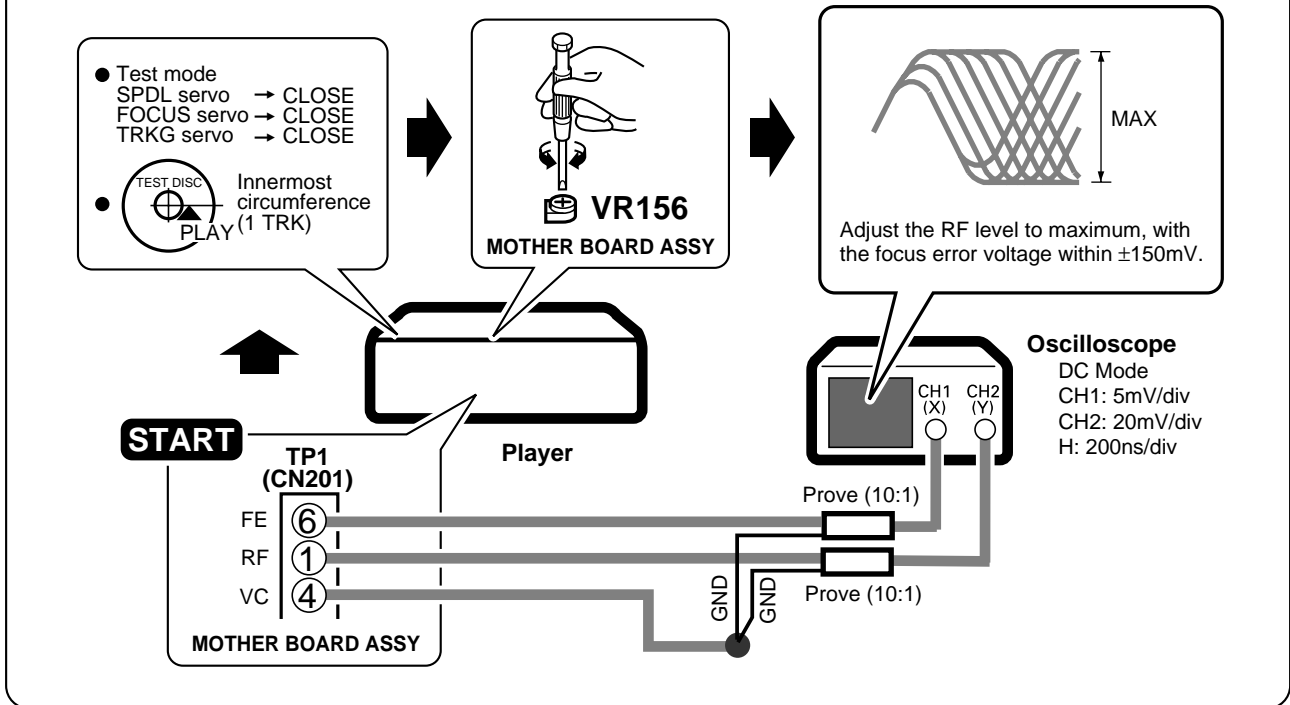 ● Test mode
SPDL servo → CLOSE
FOCUS servo → CLOSE
TRKG servo → CLOSE
●
TEST DISC
PLAY
Innermost
circumference
(1 TRK)
VR156
MOTHER BOARD ASSY
MAX
Adjust the RF level to maximum, with
the focus error voltage within ±150mV.
START
TP1
(CN201)
FE 6
RF 1
VC 4
MOTHER BOARD ASSY
Player
CH1
(X)
CH2
(Y)
Oscilloscope
DC Mode
CH1: 5mV/div
CH2: 20mV/div
H: 200ns/div
Prove (10:1)
Prove (10:1)
GND
GND